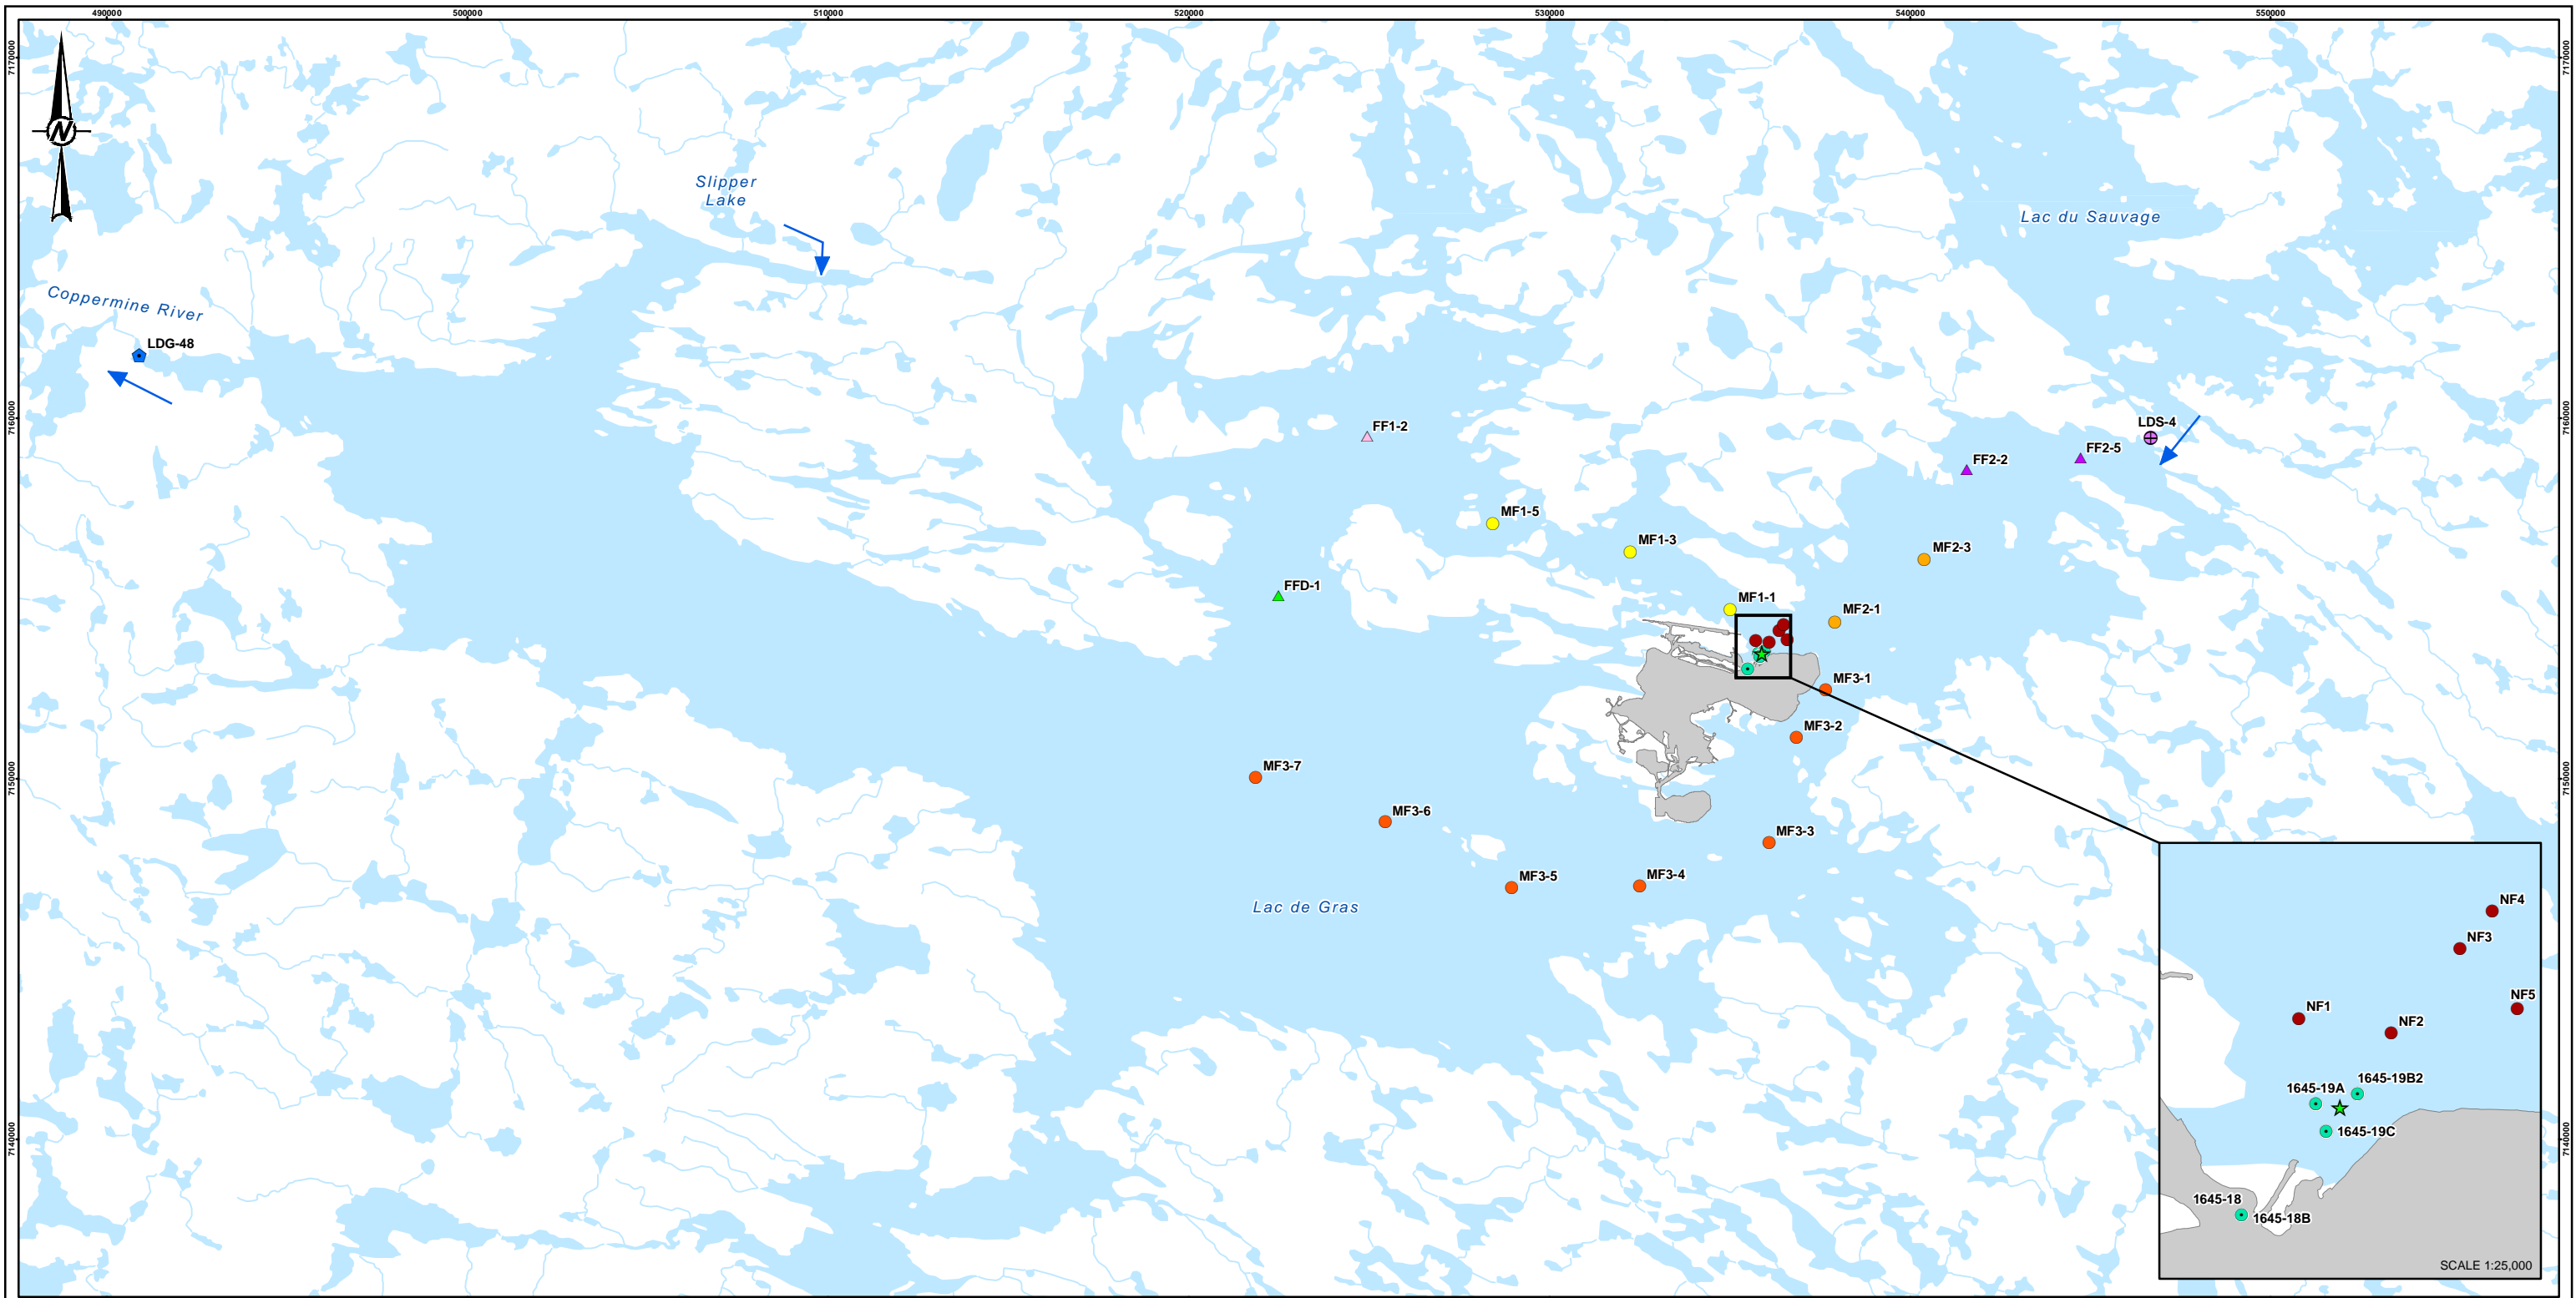 490000
500000
510000
520000
530000
540000
550000
7170000
7170000
N
Slipper
Lake
Lac du Sauvage
Coppermine River
LDG-48
7160000
7160000
FF1-2
LDS-4
FF2-5
FF2-2
MF1-5
MF1-3
MF2-3
FFD-1
MF1-1
MF2-1
MF3-1
MF3-2
7150000
7150000
MF3-7
MF3-6
MF3-3
MF3-5
MF3-4
Lac de Gras
NF4
NF3
NF5
NF1
NF2
1645-19B2
1645-19A
1645-19C
7140000
7140000
1645-18
1645-18B
SCALE 1:25,000